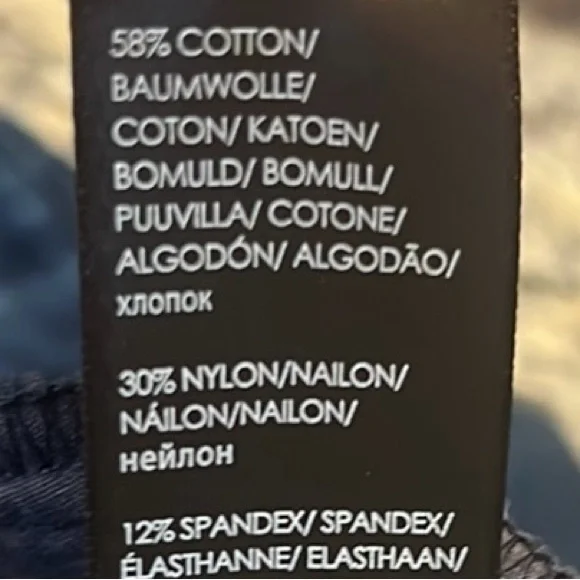 58% COTTON/
BAUMWOLLE/
COTON/ KATOEN/
BOMULD/ BOMULL/
PUUVILLA/ COTONE/
ALGODÓN/ ALGODÃO/
хлопок
30% NYLON/NAILON/
NÁILON/NAILON/
нейлон
12% SPANDEX/ SPANDEX/
ÉLASTHANNE/ ELASTHAAN/